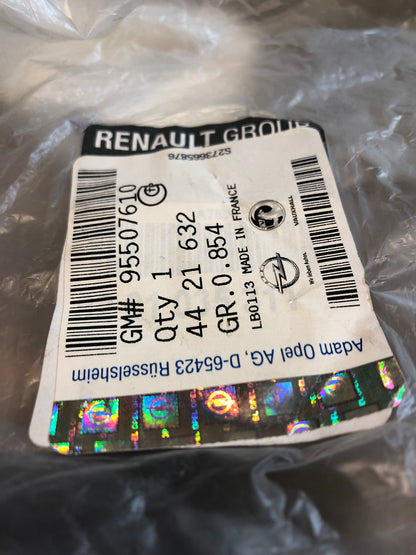 RENAULT GROUP
S273665876
GM# 95507610
Qty 1
44 21 632
GR.0.854
LB0113 MADE IN FRANCE
VAUXHALL
Adam Opel AG, D-65423 Rüsselsheim